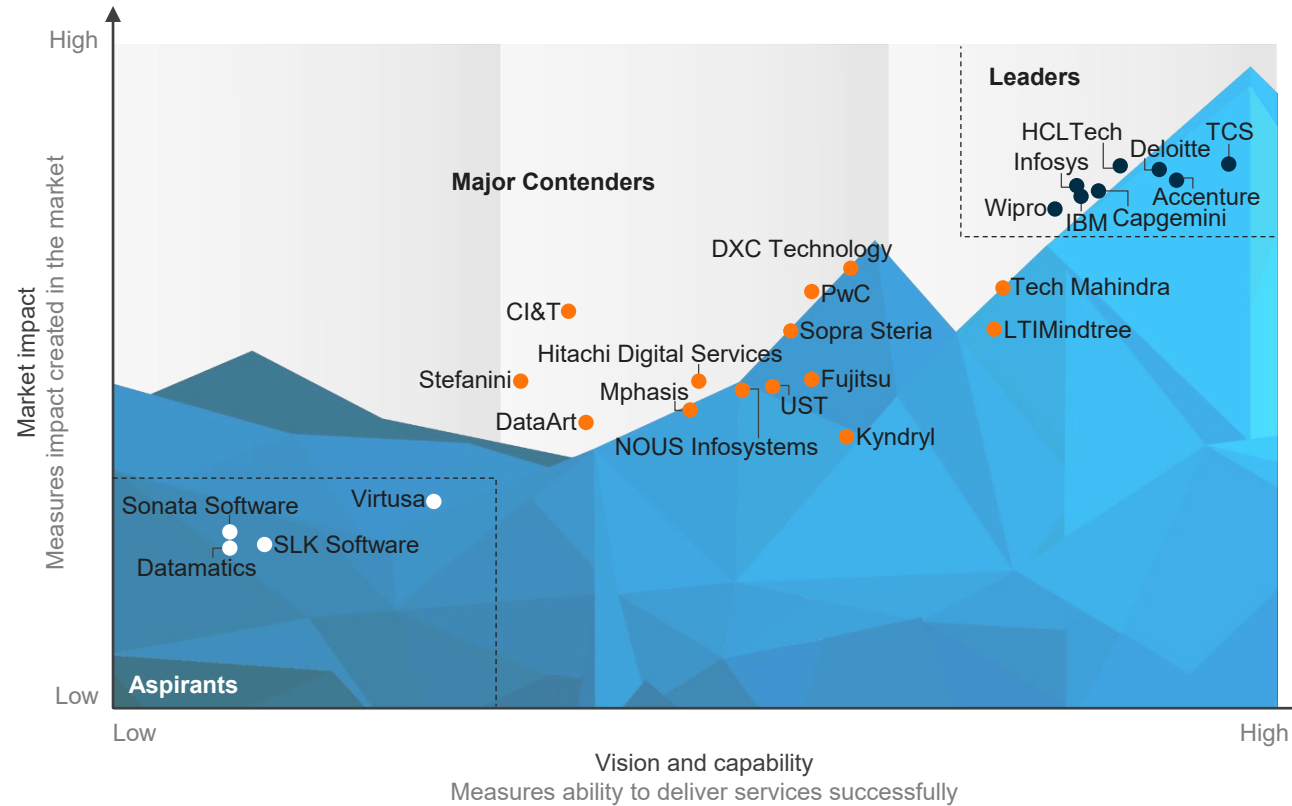 High
Leaders
HCLTech
TCS
Deloitte
Infosys
Major Contenders
Accenture
Wipro
IBM
Capgemini
DXC Technology
Tech Mahindra
PwC
CI&T
Sopra Steria
LTIMindtree
Hitachi Digital Services
Stefanini
Fujitsu
Mphasis
UST
DataArt
NOUS Infosystems
Kyndryl
Market impact
Measures impact created in the market
Virtusa
Sonata Software
SLK Software
Datamatics
Aspirants
Low
Low
High
Vision and capability
Measures ability to deliver services successfully